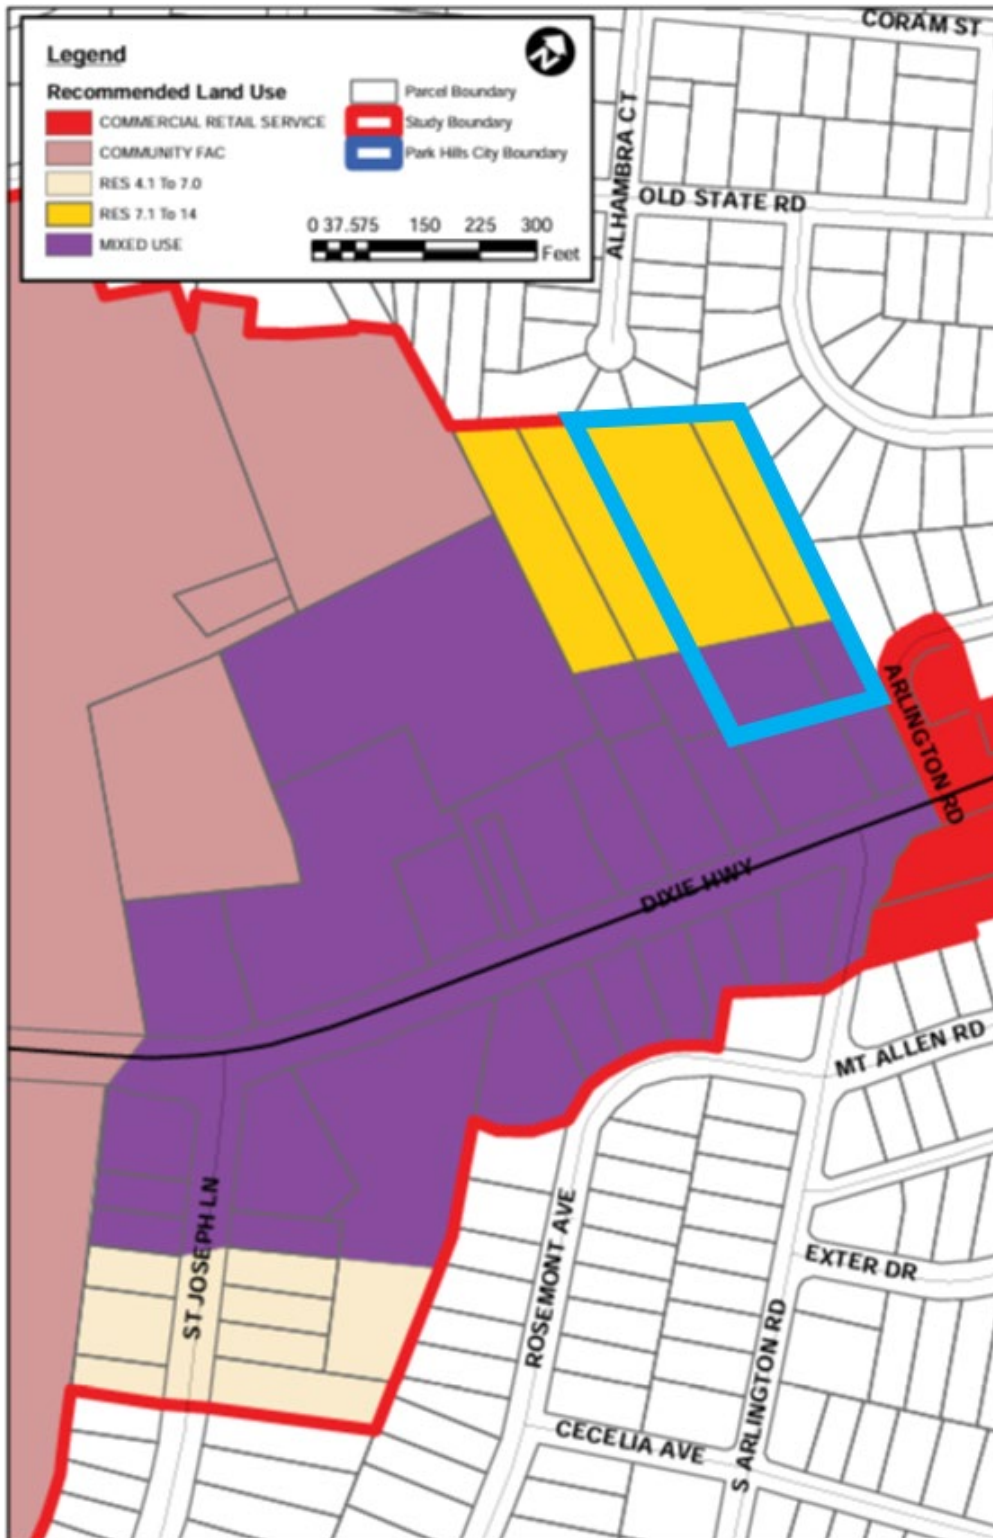 Legend
Recommended Land Use
COMMERCIAL RETAIL SERVICE
COMMUNITY FAC
RES 4.1 To 7.0
RES 7.1 To 14
MIXED USE
N
Parcel Boundary
Study Boundary
Park Hills City Boundary
0 37.575 150 225 300
Feet
CORAM ST
ALHAMBRA CT
OLD STATE RD
ARLINGTON RD
DIXIE HWY
MT ALLEN RD
ST JOSEPH LN
ROSEMONT AVE
EXTER DR
S ARLINGTON RD
CECELIA AVE